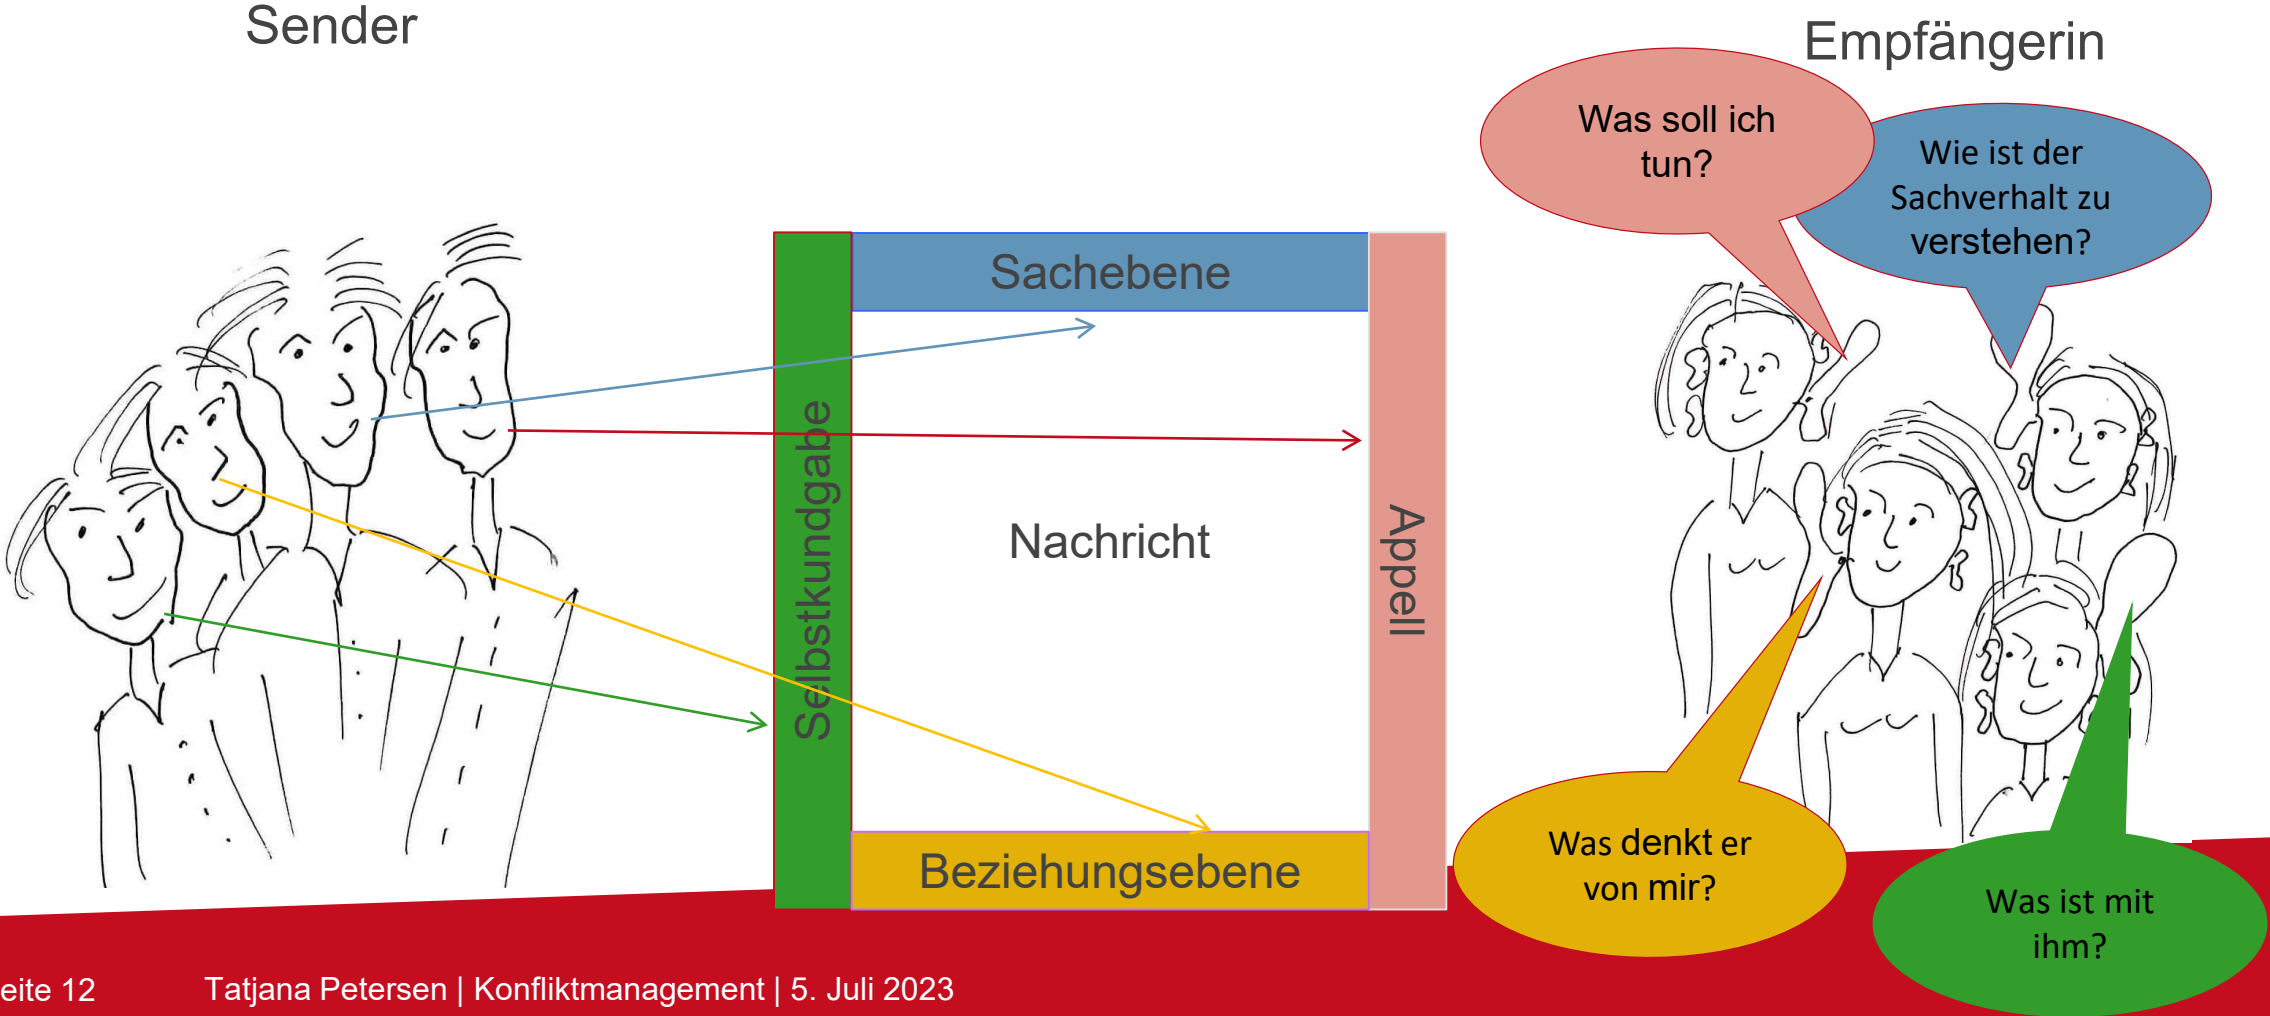 Sender
Empfängerin
Was soll ich
tun?
Wie ist der
Sachverhalt zu
verstehen?
Sachebene
Selbstkundgabe
Nachricht
Appell
Beziehungsebene
Was denkt er
von mir?
Was ist mit
ihm?
eite 12
Tatjana Petersen | Konfliktmanagement | 5. Juli 2023